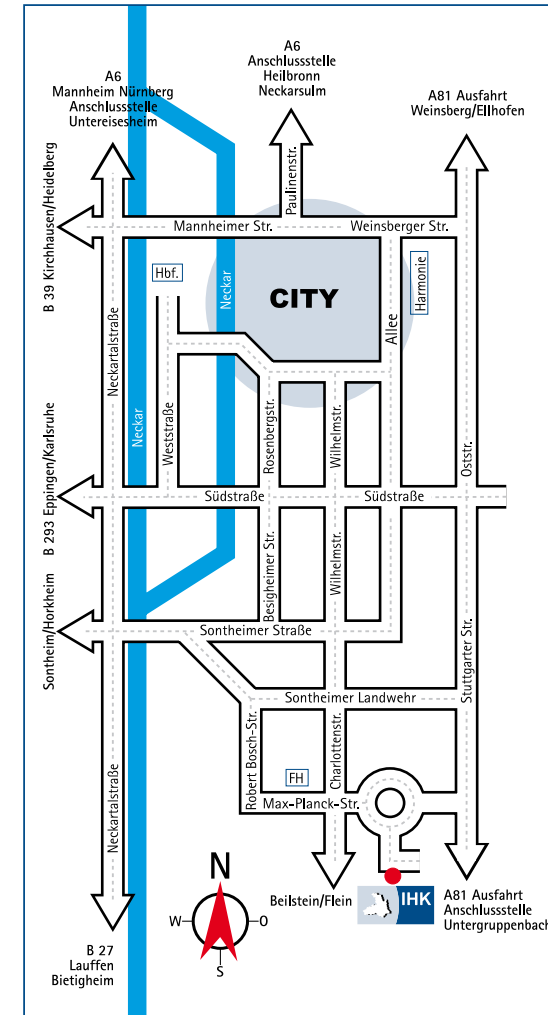 A6
Mannheim Nürnberg
Anschlussstelle
Untereisesheim
A6
Anschlussstelle
Heilbronn
Neckarsulm
A81 Ausfahrt
Weinsberg/Ellhofen
B 39 Kirchhausen/Heidelberg
Paulinenstr.
Mannheimer Str.
Weinsberger Str.
Hbf.
Neckar
CITY
Harmonie
Allee
Neckartalstraße
Neckar
Weststraße
Rosenbergstr.
Wilhelmstr.
Oststr.
B 293 Eppingen/Karlsruhe
Südstraße
Südstraße
Besigheimer Str.
Wilhelmstr.
Sontheim/Horkheim
Sontheimer Straße
Stuttgarter Str.
Sontheimer Landwehr
Robert Bosch-Str.
Charlottenstr.
FH
Max-Planck-Str.
Neckartalstraße
N
W
O
S
Beilstein/Flein
IHK
A81 Ausfahrt
Anschlussstelle
Untergruppenbach
B 27
Lauffen
Bietigheim